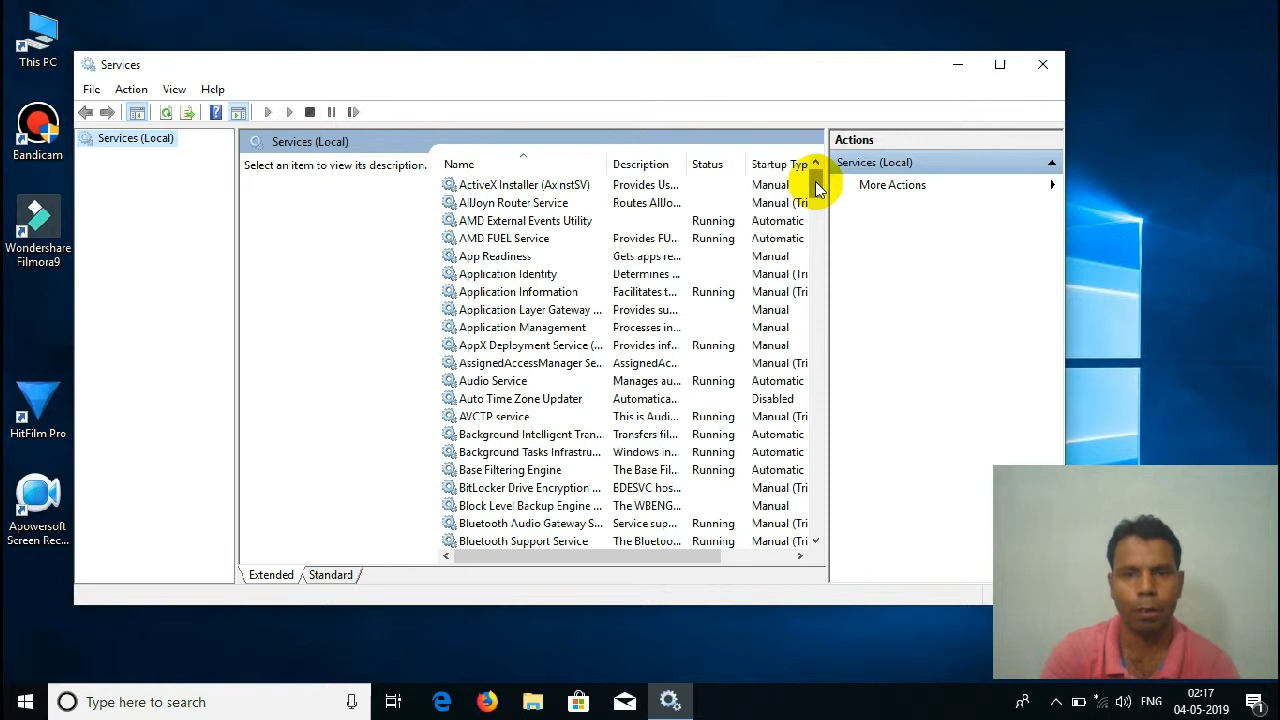 This PC
Bandicam
Wondershare
Filmora9
HitFilm Pro
Apowersoft
Screen Rec...
Services
File Action View Help
Services (Local)
Services (Local)
Select an item to view its description.
Name Description Status Startup Typ
ActiveX Installer (AxInstSV) Provides Us... Manual
AllJoyn Router Service Routes AllJo... Manual (Tri
AMD External Events Utility Running Automatic
AMD FUEL Service Provides FU... Running Automatic
App Readiness Gets apps re... Manual
Application Identity Determines ... Manual (Tri
Application Information Facilitates t... Running Manual (Tri
Application Layer Gateway ... Provides su... Manual
Application Management Processes in... Manual
AppX Deployment Service (... Provides inf... Running Manual
AssignedAccessManager Se... AssignedAc... Manual (Tri
Audio Service Manages au... Running Automatic
Auto Time Zone Updater Automatica... Disabled
AVCTP service This is Audi... Running Manual (Tri
Background Intelligent Tran... Transfers fil... Running Automatic
Background Tasks Infrastru... Windows in... Running Automatic
Base Filtering Engine The Base Fil... Running Automatic
BitLocker Drive Encryption ... BDESVC hos... Manual (Tri
Block Level Backup Engine ... The WBENG... Manual
Bluetooth Audio Gateway S... Service sup... Running Manual (Tri
Bluetooth Support Service The Bluetoo... Running Manual (Tri
Extended Standard
Actions
Services (Local)
More Actions
Type here to search
ENG
02:17
04-05-2019
1